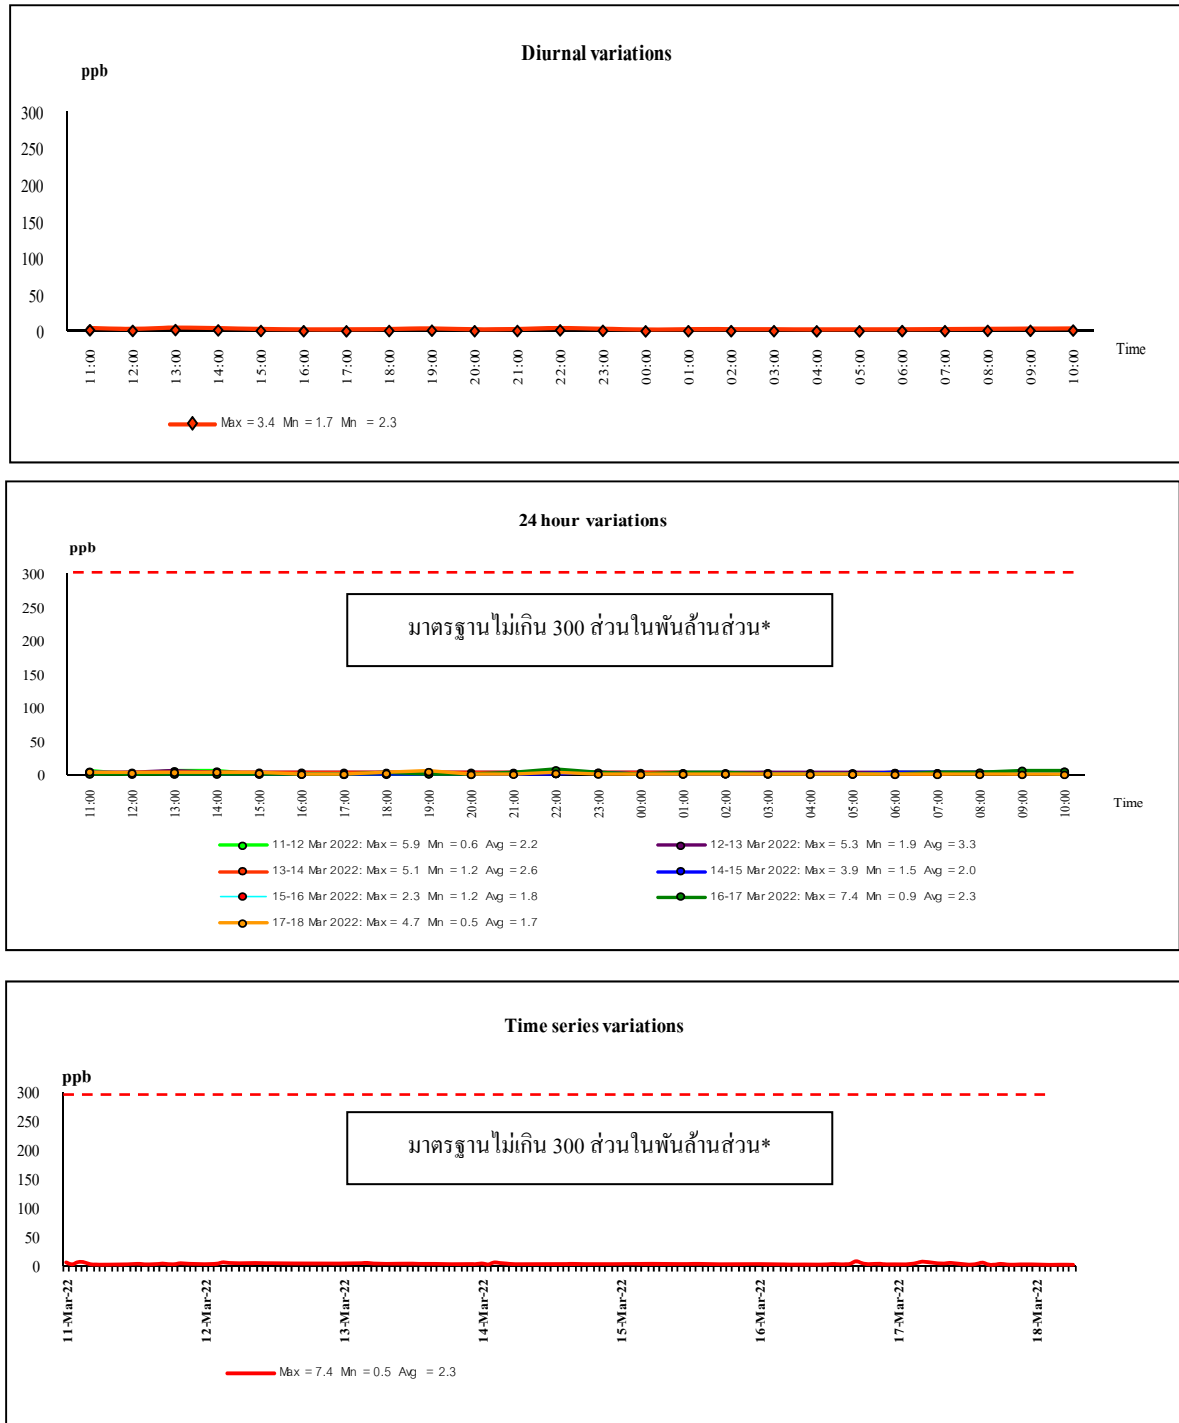 Diurnal variations
ppb
300
250
200
150
100
50
0
11:00 12:00 13:00 14:00 15:00 16:00 17:00 18:00 19:00 20:00 21:00 22:00 23:00 00:00 01:00 02:00 03:00 04:00 05:00 06:00 07:00 08:00 09:00 10:00
Time
Max = 3.4 Min = 1.7 Min = 2.3
24 hour variations
ppb
300
มาตรฐานไม่เกิน 300 ส่วนในพันล้านส่วน*
250
200
150
100
50
0
11:00 12:00 13:00 14:00 15:00 16:00 17:00 18:00 19:00 20:00 21:00 22:00 23:00 00:00 01:00 02:00 03:00 04:00 05:00 06:00 07:00 08:00 09:00 10:00
Time
11-12 Mar 2022: Max = 5.9 Min = 0.6 Avg = 2.2
12-13 Mar 2022: Max = 5.3 Min = 1.9 Avg = 3.3
13-14 Mar 2022: Max = 5.1 Min = 1.2 Avg = 2.6
14-15 Mar 2022: Max = 3.9 Min = 1.5 Avg = 2.0
15-16 Mar 2022: Max = 2.3 Min = 1.2 Avg = 1.8
16-17 Mar 2022: Max = 7.4 Min = 0.9 Avg = 2.3
17-18 Mar 2022: Max = 4.7 Min = 0.5 Avg = 1.7
Time series variations
ppb
300
มาตรฐานไม่เกิน 300 ส่วนในพันล้านส่วน*
250
200
150
100
50
0
11-Mar-22 12-Mar-22 13-Mar-22 14-Mar-22 15-Mar-22 16-Mar-22 17-Mar-22 18-Mar-22
Max = 7.4 Min = 0.5 Avg = 2.3